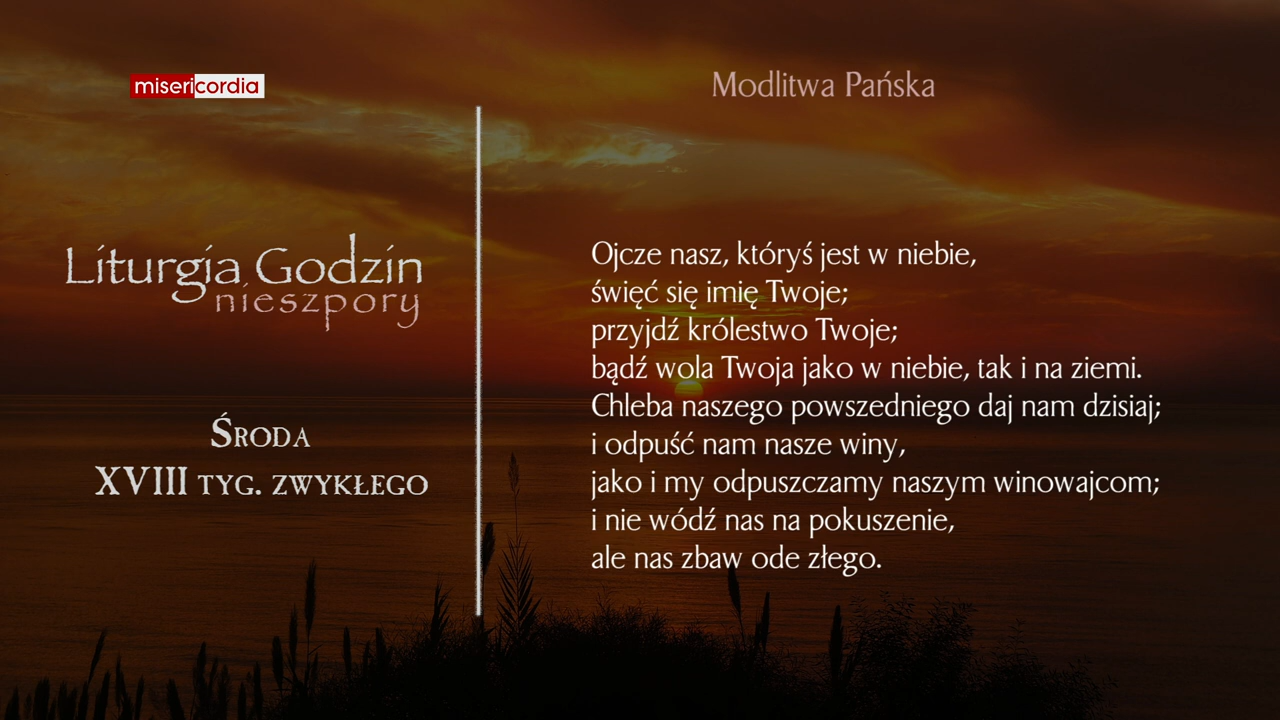 misericordia
Liturgia Godzin
nieszpory
Środa
XVIII tyg. zwykłego
Modlitwa Pańska
Ojcze nasz, któryś jest w niebie,
święć się imię Twoje;
przyjdź królestwo Twoje;
bądź wola Twoja jako w niebie, tak i na ziemi.
Chleba naszego powszedniego daj nam dzisiaj;
i odpuść nam nasze winy,
jako i my odpuszczamy naszym winowajcom;
i nie wódź nas na pokuszenie,
ale nas zbaw ode złego.